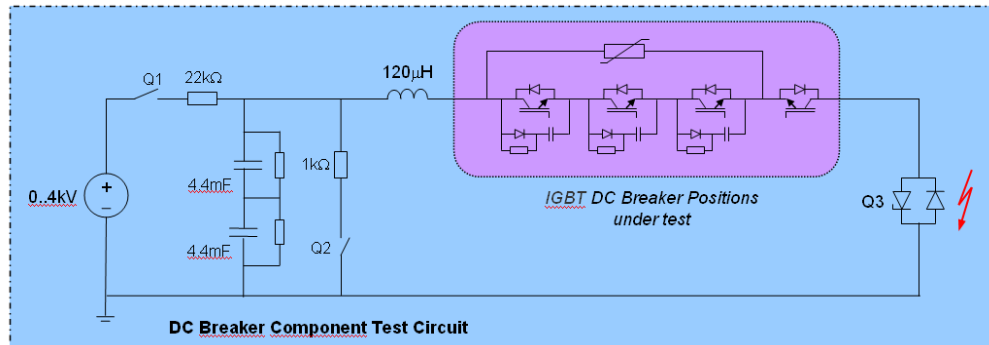 Q1
22kΩ
120μH
0..4kV
+
−
4.4mF
4.4mF
1kΩ
Q2
IGBT DC Breaker Positions
under test
Q3
DC Breaker Component Test Circuit